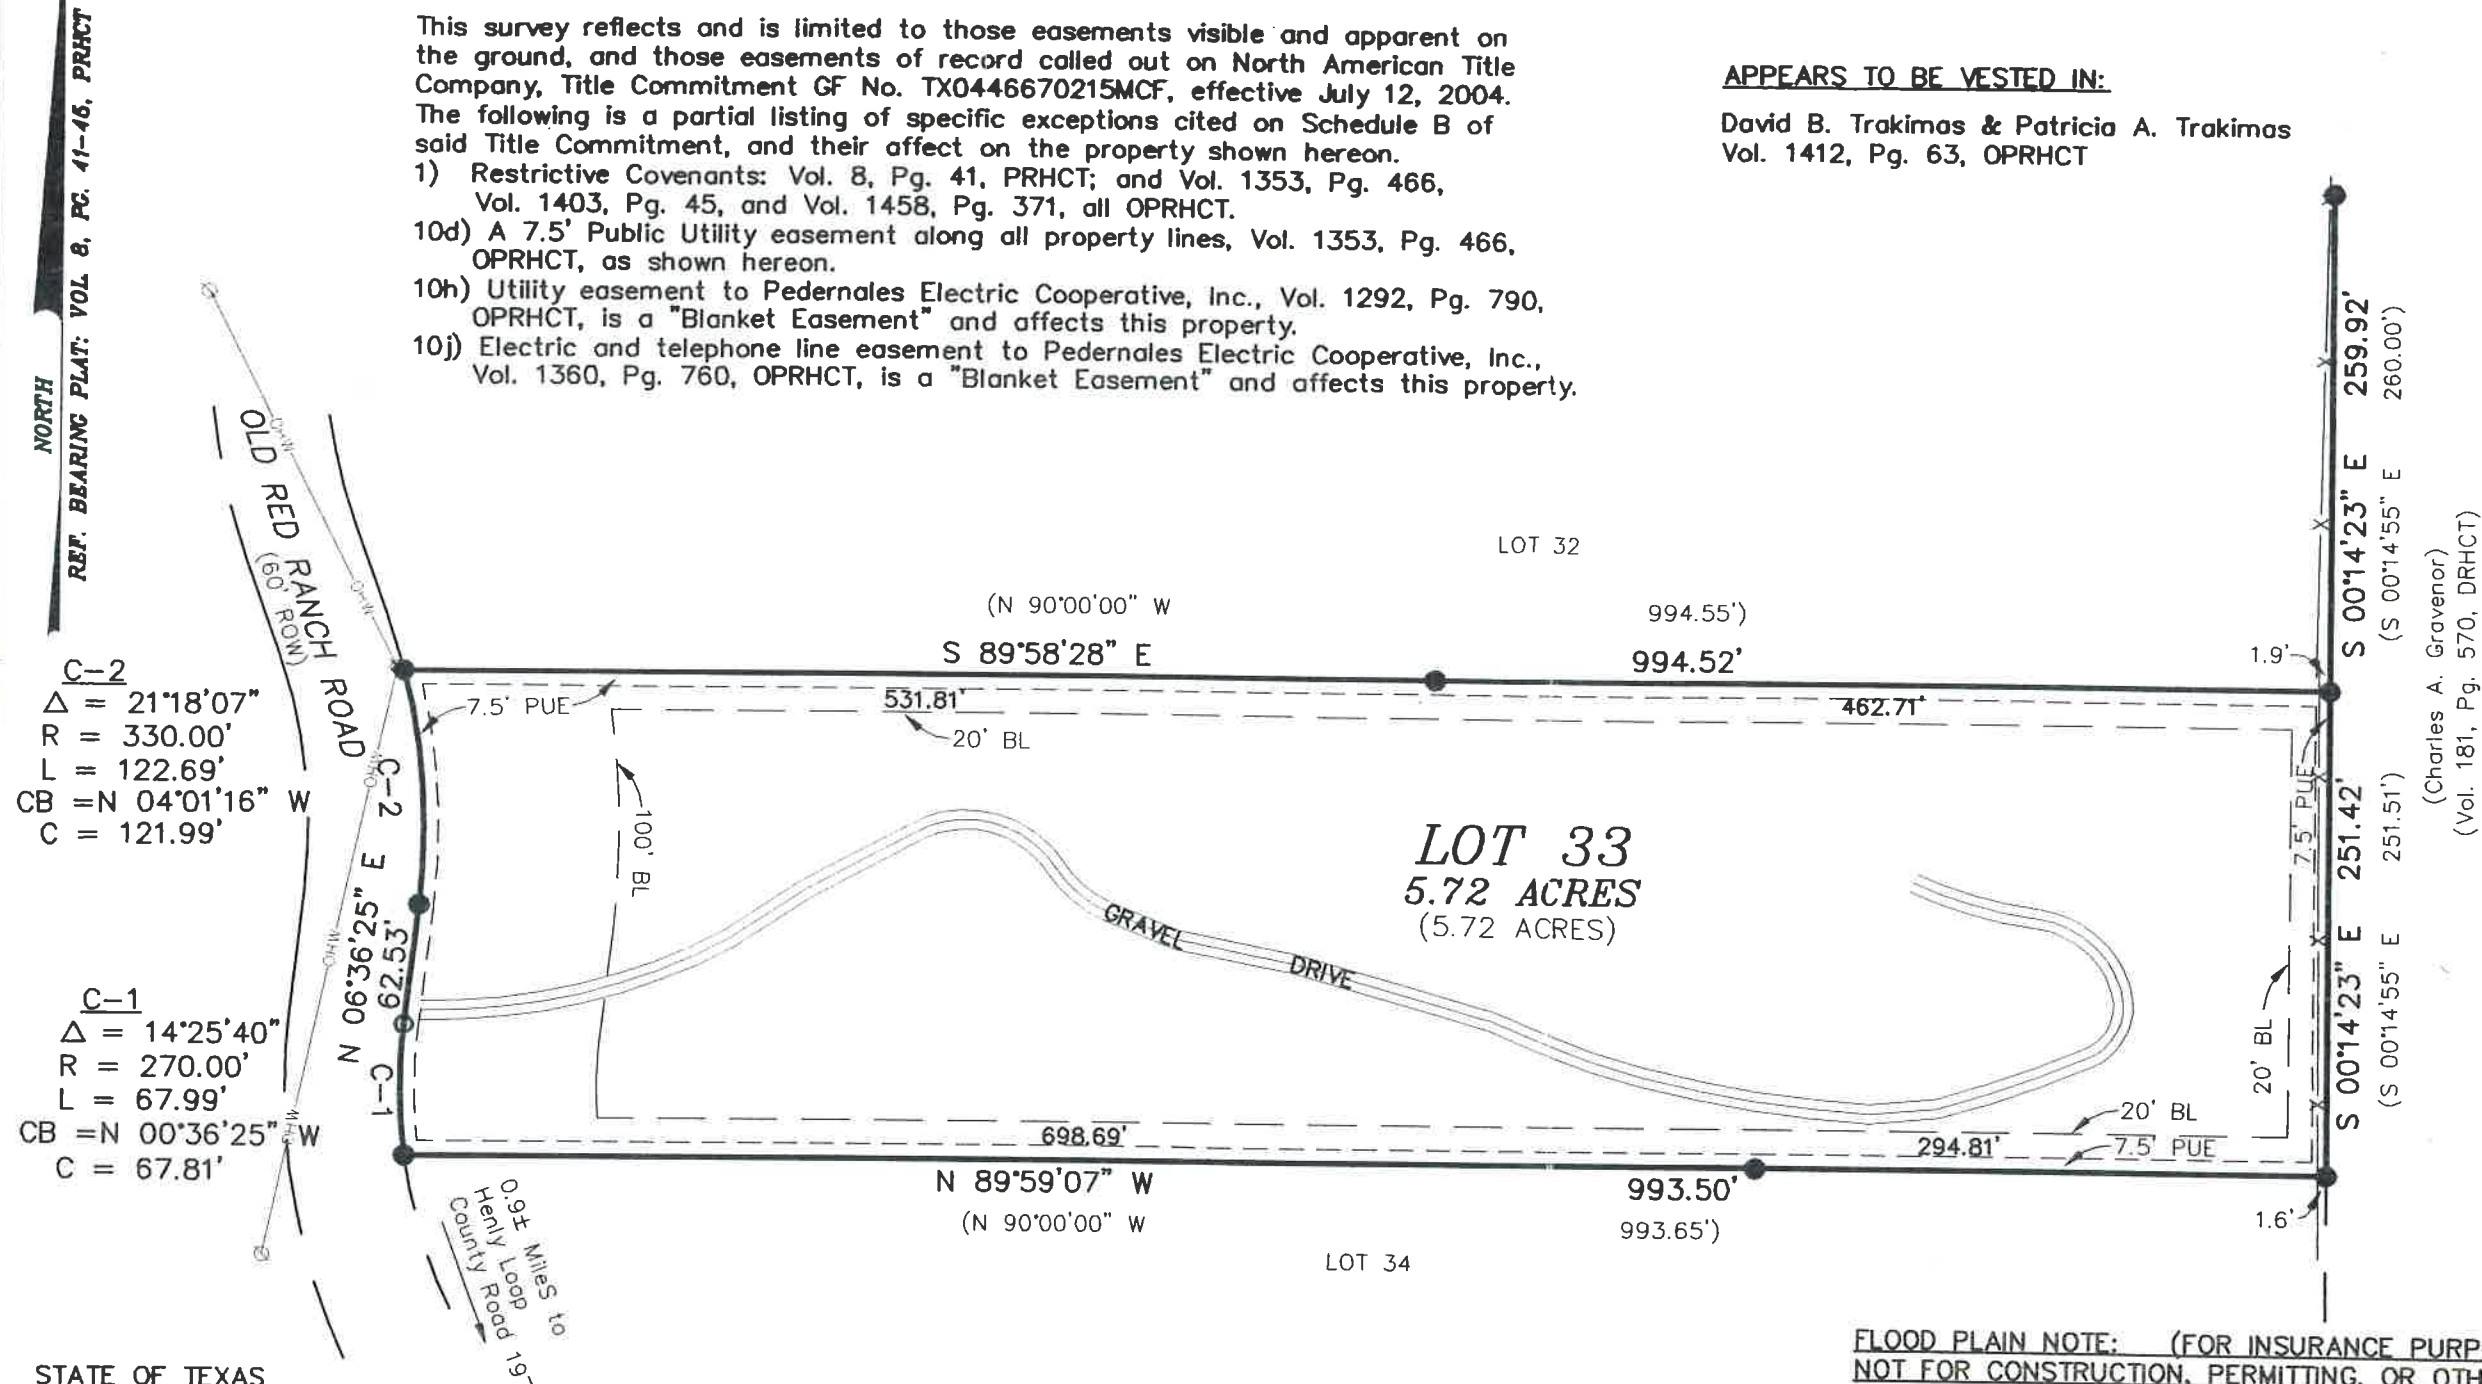 NORTH
REF. BEARING PLAT: VOL 8, PG. 41-46, PRHCT
This survey reflects and is limited to those easements visible and apparent on
the ground, and those easements of record called out on North American Title
Company, Title Commitment GF No. TX0446670215MCF, effective July 12, 2004.
The following is a partial listing of specific exceptions cited on Schedule B of
said Title Commitment, and their affect on the property shown hereon.
1) Restrictive Covenants: Vol. 8, Pg. 41, PRHCT; and Vol. 1353, Pg. 466,
Vol. 1403, Pg. 45, and Vol. 1458, Pg. 371, all OPRHCT.
10d) A 7.5' Public Utility easement along all property lines, Vol. 1353, Pg. 466,
OPRHCT, as shown hereon.
10h) Utility easement to Pedernales Electric Cooperative, Inc., Vol. 1292, Pg. 790,
OPRHCT, is a "Blanket Easement" and affects this property.
10j) Electric and telephone line easement to Pedernales Electric Cooperative, Inc.,
Vol. 1360, Pg. 760, OPRHCT, is a "Blanket Easement" and affects this property.
APPEARS TO BE VESTED IN:
David B. Trakimas & Patricia A. Trakimas
Vol. 1412, Pg. 63, OPRHCT
OLD RED RANCH ROAD
(60' ROW)
OHW
OHW
OHW
OHW
OHW
C-2
Δ = 21°18'07"
R = 330.00'
L = 122.69'
CB =N 04°01'16" W
C = 121.99'
C-1
Δ = 14°25'40"
R = 270.00'
L = 67.99'
CB =N 00°36'25" W
C = 67.81'
C-2
N 06°36'25" E
62.53'
C-1
LOT 32
(N 90°00'00" W 994.55')
S 89°58'28" E 994.52'
7.5' PUE
531.81'
462.71'
20' BL
100' BL
LOT 33
5.72 ACRES
(5.72 ACRES)
GRAVEL DRIVE
S 00°14'23" E 259.92'
(S 00°14'55" E 260.00')
1.9'
(Charles A. Gravenor)
(Vol. 181, Pg. 570, DRHCT)
7.5' PUE
S 00°14'23" E 251.42'
(S 00°14'55" E 251.51')
20' BL
20' BL
698.69'
294.81'
7.5' PUE
N 89°59'07" W 993.50'
(N 90°00'00" W 993.65')
1.6'
LOT 34
0.9± MileS to
Henly Loop
County Road 19
STATE OF TEXAS
FLOOD PLAIN NOTE: (FOR INSURANCE PURP
NOT FOR CONSTRUCTION, PERMITTING, OR OTH